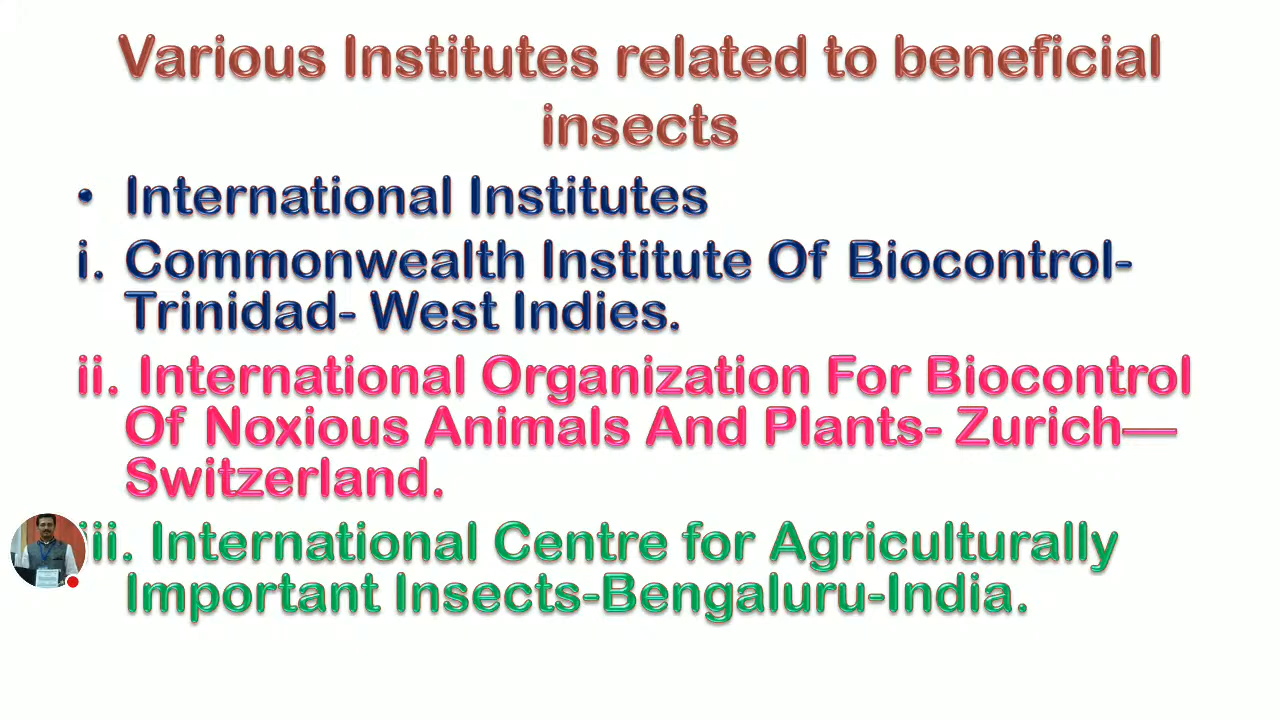 Various Institutes related to beneficial
insects
• International Institutes
i. Commonwealth Institute Of Biocontrol-
Trinidad- West Indies.
ii. International Organization For Biocontrol
Of Noxious Animals And Plants- Zurich—
Switzerland.
iii. International Centre for Agriculturally
Important Insects-Bengaluru-India.